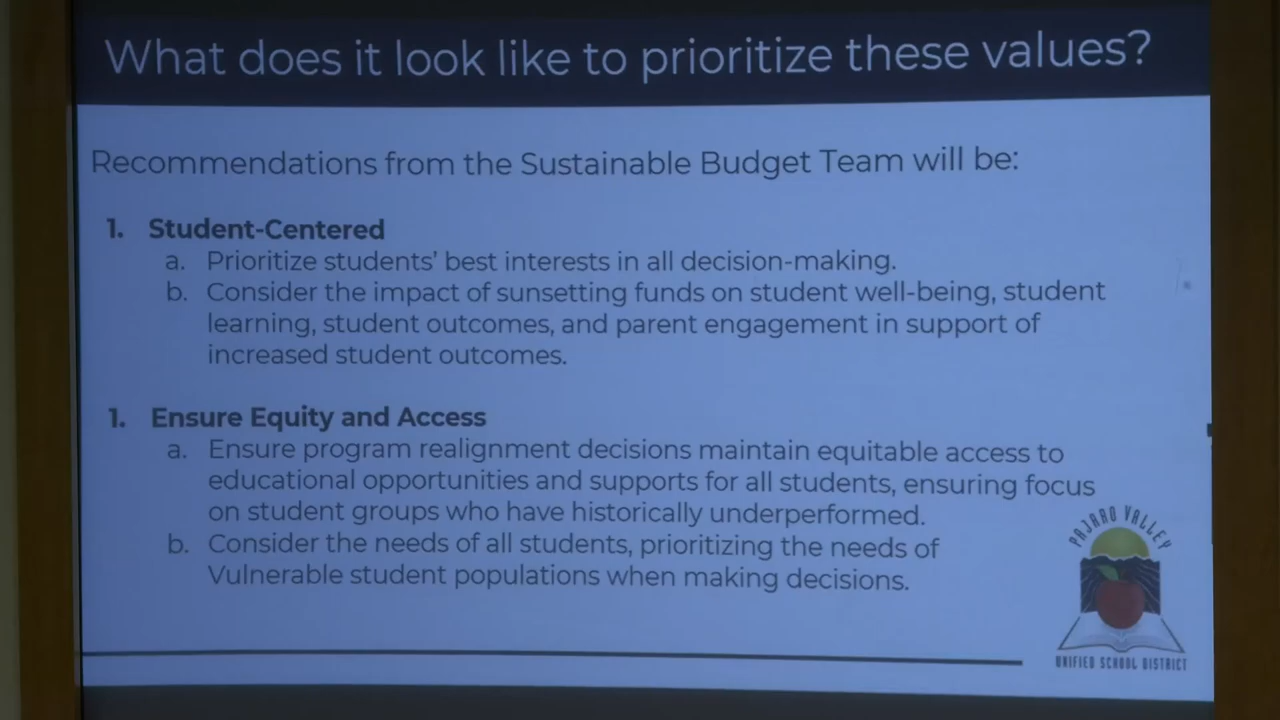 What does it look like to prioritize these values?
Recommendations from the Sustainable Budget Team will be:
1. Student-Centered
a. Prioritize students' best interests in all decision-making.
b. Consider the impact of sunsetting funds on student well-being, student
learning, student outcomes, and parent engagement in support of
increased student outcomes.
1. Ensure Equity and Access
a. Ensure program realignment decisions maintain equitable access to
educational opportunities and supports for all students, ensuring focus
on student groups who have historically underperformed.
b. Consider the needs of all students, prioritizing the needs of
Vulnerable student populations when making decisions.
PAJARO VALLEY
UNIFIED SCHOOL DISTRICT